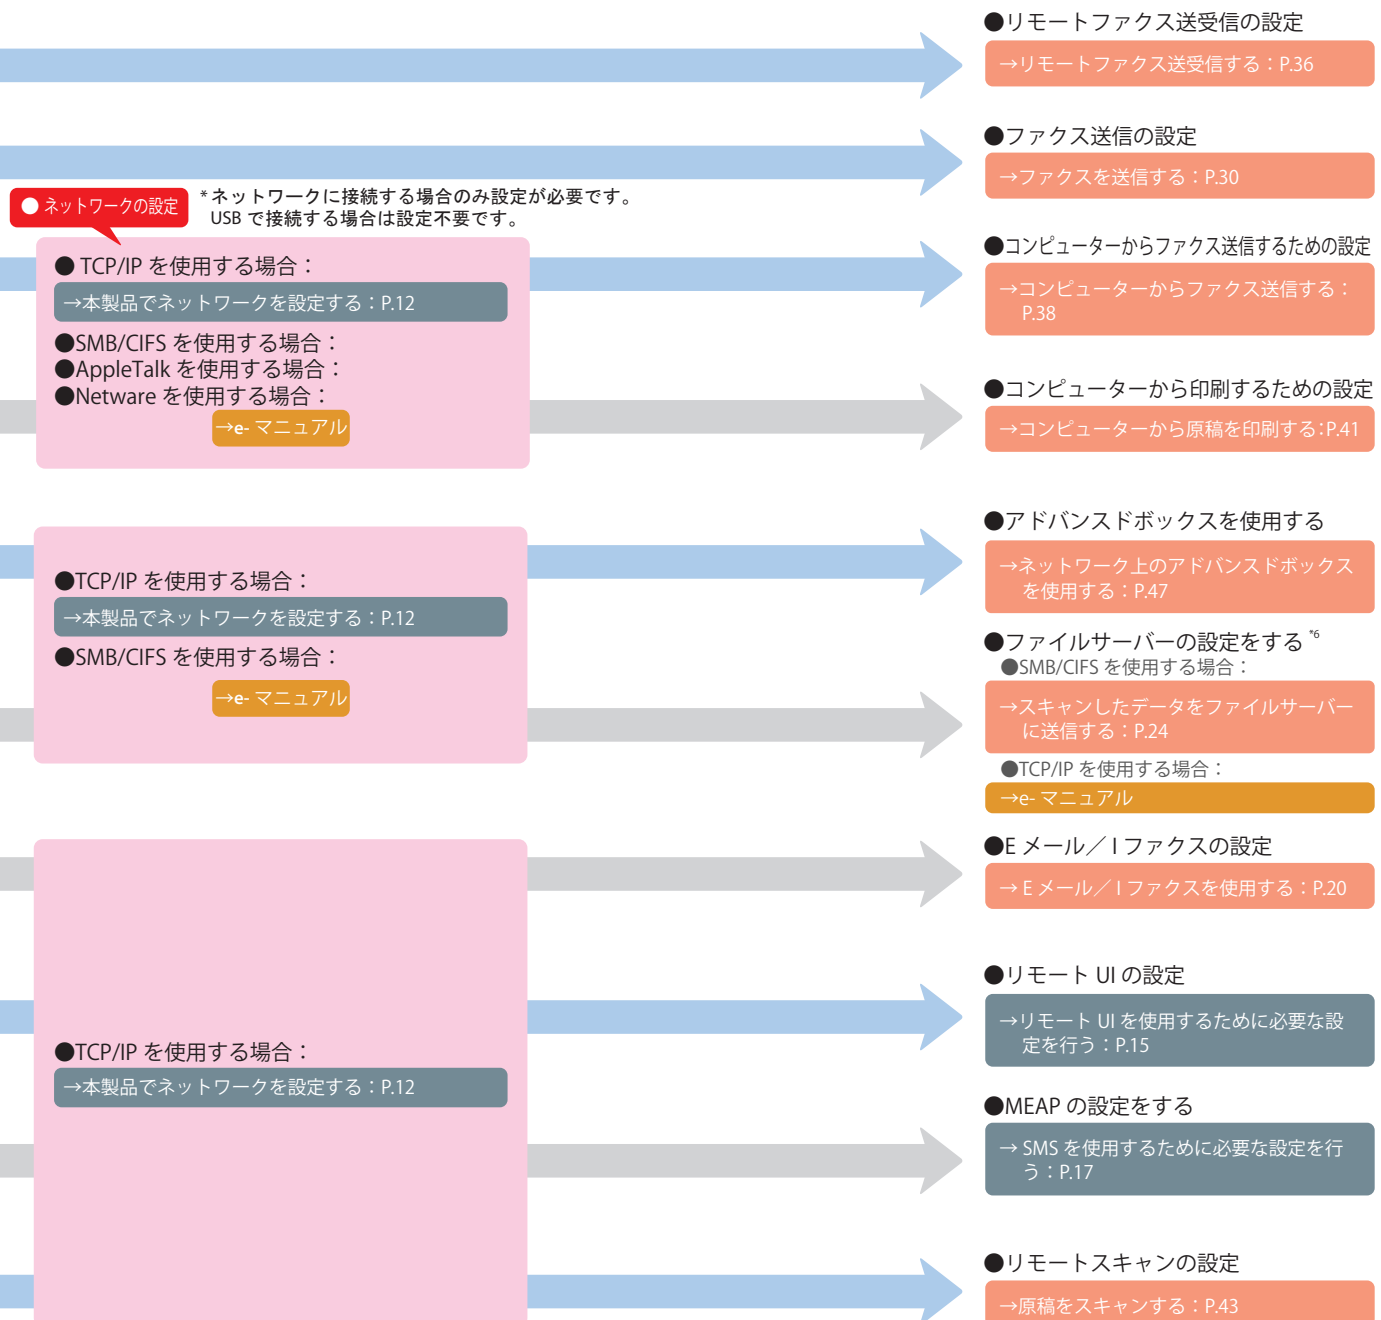 ●リモートファクス送受信の設定
→リモートファクス送受信する：P.36
●ファクス送信の設定
→ファクスを送信する：P.30
● ネットワークの設定
*ネットワークに接続する場合のみ設定が必要です。
USB で接続する場合は設定不要です。
● TCP/IP を使用する場合：
→本製品でネットワークを設定する：P.12
●SMB/CIFS を使用する場合：
●AppleTalk を使用する場合：
●Netware を使用する場合：
→e- マニュアル
●コンピューターからファクス送信するための設定
→コンピューターからファクス送信する：
P.38
●コンピューターから印刷するための設定
→コンピューターから原稿を印刷する：P.41
●TCP/IP を使用する場合：
→本製品でネットワークを設定する：P.12
●SMB/CIFS を使用する場合：
→e- マニュアル
●アドバンスドボックスを使用する
→ネットワーク上のアドバンスドボックス
を使用する：P.47
●ファイルサーバーの設定をする *6
●SMB/CIFS を使用する場合：
→スキャンしたデータをファイルサーバー
に送信する：P.24
●TCP/IP を使用する場合：
→e- マニュアル
●TCP/IP を使用する場合：
→本製品でネットワークを設定する：P.12
●E メール／I ファクスの設定
→ E メール／I ファクスを使用する：P.20
●リモート UI の設定
→リモート UI を使用するために必要な設
定を行う：P.15
●MEAP の設定をする
→ SMS を使用するために必要な設定を行
う：P.17
●リモートスキャンの設定
→原稿をスキャンする：P.43